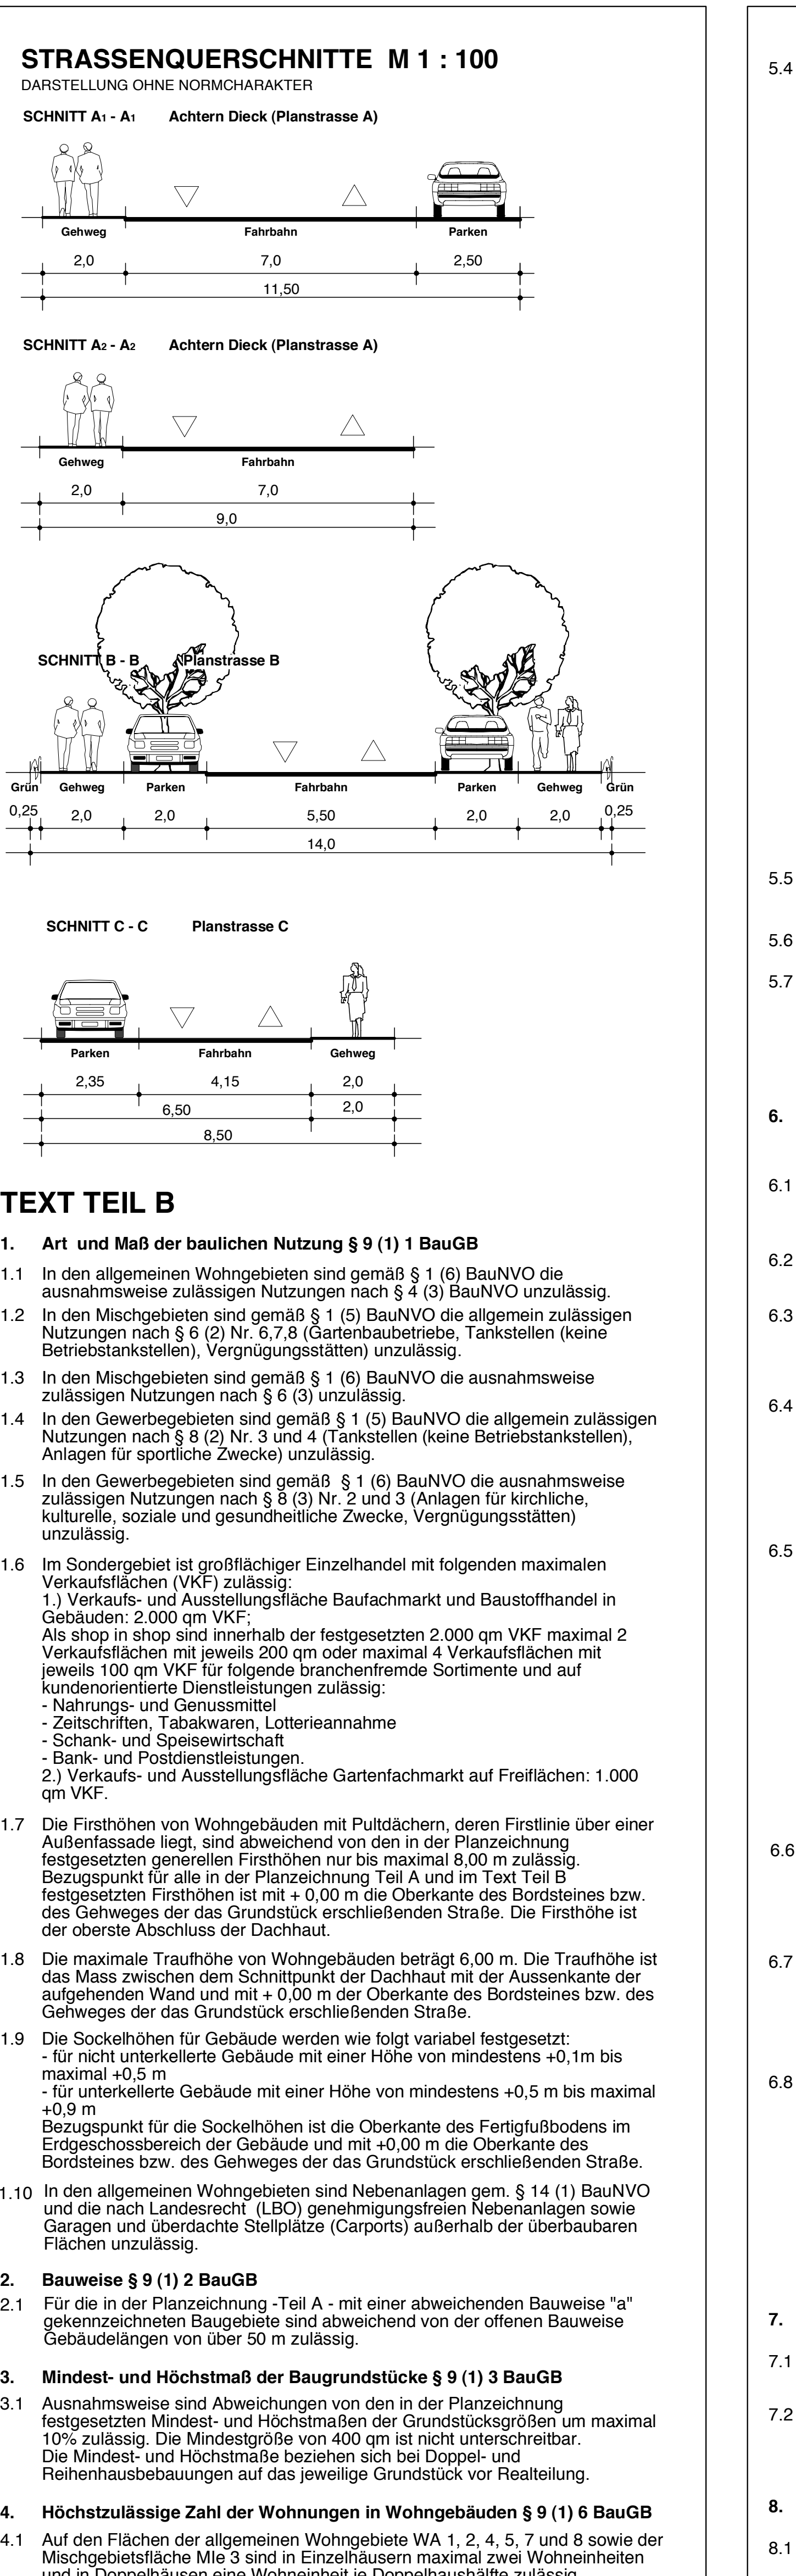 STRASSENQUERSCHNITTE M 1 : 100
DARSTELLUNG OHNE NORMCHARAKTER
SCHNITT A1 - A1 Achtern Dieck (Planstrasse A)
Gehweg Fahrbahn Parken
2,0 7,0 2,50
11,50
SCHNITT A2 - A2 Achtern Dieck (Planstrasse A)
Gehweg Fahrbahn
2,0 7,0
9,0
SCHNITT B - B Planstrasse B
Grün Gehweg Parken Fahrbahn Parken Gehweg Grün
0,25 2,0 2,0 5,50 2,0 2,0 0,25
14,0
SCHNITT C - C Planstrasse C
Parken Fahrbahn Gehweg
2,35 4,15 2,0
6,50 2,0
8,50
TEXT TEIL B
1. Art und Maß der baulichen Nutzung § 9 (1) 1 BauGB
1.1 In den allgemeinen Wohngebieten sind gemäß § 1 (6) BauNVO die
ausnahmsweise zulässigen Nutzungen nach § 4 (3) BauNVO unzulässig.
1.2 In den Mischgebieten sind gemäß § 1 (5) BauNVO die allgemein zulässigen
Nutzungen nach § 6 (2) Nr. 6,7,8 (Gartenbaubetriebe, Tankstellen (keine
Betriebstankstellen), Vergnügungsstätten) unzulässig.
1.3 In den Mischgebieten sind gemäß § 1 (6) BauNVO die ausnahmsweise
zulässigen Nutzungen nach § 6 (3) unzulässig.
1.4 In den Gewerbegebieten sind gemäß § 1 (5) BauNVO die allgemein zulässigen
Nutzungen nach § 8 (2) Nr. 3 und 4 (Tankstellen (keine Betriebstankstellen),
Anlagen für sportliche Zwecke) unzulässig.
1.5 In den Gewerbegebieten sind gemäß § 1 (6) BauNVO die ausnahmsweise
zulässigen Nutzungen nach § 8 (3) Nr. 2 und 3 (Anlagen für kirchliche,
kulturelle, soziale und gesundheitliche Zwecke, Vergnügungsstätten)
unzulässig.
1.6 Im Sondergebiet ist großflächiger Einzelhandel mit folgenden maximalen
Verkaufsflächen (VKF) zulässig:
1.) Verkaufs- und Ausstellungsfläche Baufachmarkt und Baustoffhandel in
Gebäuden: 2.000 qm VKF;
Als shop in shop sind innerhalb der festgesetzten 2.000 qm VKF maximal 2
Verkaufsflächen mit jeweils 200 qm oder maximal 4 Verkaufsflächen mit
jeweils 100 qm VKF für folgende branchenfremde Sortimente und auf
kundenorientierte Dienstleistungen zulässig:
- Nahrungs- und Genussmittel
- Zeitschriften, Tabakwaren, Lotterieannahme
- Schank- und Speisewirtschaft
- Bank- und Postdienstleistungen.
2.) Verkaufs- und Ausstellungsfläche Gartenfachmarkt auf Freiflächen: 1.000
qm VKF.
1.7 Die Firsthöhen von Wohngebäuden mit Pultdächern, deren Firstlinie über einer
Außenfassade liegt, sind abweichend von den in der Planzeichnung
festgesetzten generellen Firsthöhen nur bis maximal 8,00 m zulässig.
Bezugspunkt für alle in der Planzeichnung Teil A und im Text Teil B
festgesetzten Firsthöhen ist mit + 0,00 m die Oberkante des Bordsteines bzw.
des Gehweges der das Grundstück erschließenden Straße. Die Firsthöhe ist
der oberste Abschluss der Dachhaut.
1.8 Die maximale Traufhöhe von Wohngebäuden beträgt 6,00 m. Die Traufhöhe ist
das Mass zwischen dem Schnittpunkt der Dachhaut mit der Aussenkante der
aufgehenden Wand und mit + 0,00 m der Oberkante des Bordsteines bzw. des
Gehweges der das Grundstück erschließenden Straße.
1.9 Die Sockelhöhen für Gebäude werden wie folgt variabel festgesetzt:
- für nicht unterkellerte Gebäude mit einer Höhe von mindestens +0,1m bis
maximal +0,5 m
- für unterkellerte Gebäude mit einer Höhe von mindestens +0,5 m bis maximal
+0,9 m
Bezugspunkt für die Sockelhöhen ist die Oberkante des Fertigfußbodens im
Erdgeschossbereich der Gebäude und mit +0,00 m die Oberkante des
Bordsteines bzw. des Gehweges der das Grundstück erschließenden Straße.
1.10 In den allgemeinen Wohngebieten sind Nebenanlagen gem. § 14 (1) BauNVO
und die nach Landesrecht (LBO) genehmigungsfreien Nebenanlagen sowie
Garagen und überdachte Stellplätze (Carports) außerhalb der überbaubaren
Flächen unzulässig.
2. Bauweise § 9 (1) 2 BauGB
2.1 Für die in der Planzeichnung -Teil A - mit einer abweichenden Bauweise "a"
gekennzeichneten Baugebiete sind abweichend von der offenen Bauweise
Gebäudelängen von über 50 m zulässig.
3. Mindest- und Höchstmaß der Baugrundstücke § 9 (1) 3 BauGB
3.1 Ausnahmsweise sind Abweichungen von den in der Planzeichnung
festgesetzten Mindest- und Höchstmaßen der Grundstücksgrößen um maximal
10% zulässig. Die Mindestgröße von 400 qm ist nicht unterschreitbar.
Die Mindest- und Höchstmaße beziehen sich bei Doppel- und
Reihenhausbebauungen auf das jeweilige Grundstück vor Realteilung.
4. Höchstzulässige Zahl der Wohnungen in Wohngebäuden § 9 (1) 6 BauGB
4.1 Auf den Flächen der allgemeinen Wohngebiete WA 1, 2, 4, 5, 7 und 8 sowie der
Mischgebietsfläche MIe 3 sind in Einzelhäusern maximal zwei Wohneinheiten
und in Doppelhäusen eine Wohneinheit je Doppelhaushälfte zulässig.
5.4
5.5
5.6
5.7
6.
6.1
6.2
6.3
6.4
6.5
6.6
6.7
6.8
7.
7.1
7.2
8.
8.1